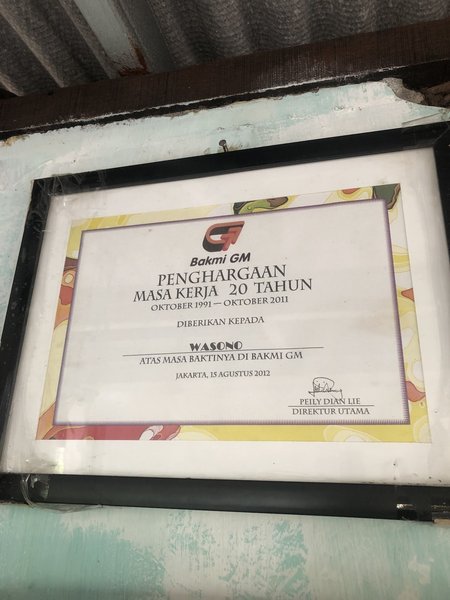 Bakmi GM
PENGHARGAAN
MASA KERJA 20 TAHUN
OKTOBER 1991 — OKTOBER 2011
DIBERIKAN KEPADA
WASONO
ATAS MASA BAKTINYA DI BAKMI GM
JAKARTA, 15 AGUSTUS 2012
PEILY DIAN LIE
DIREKTUR UTAMA